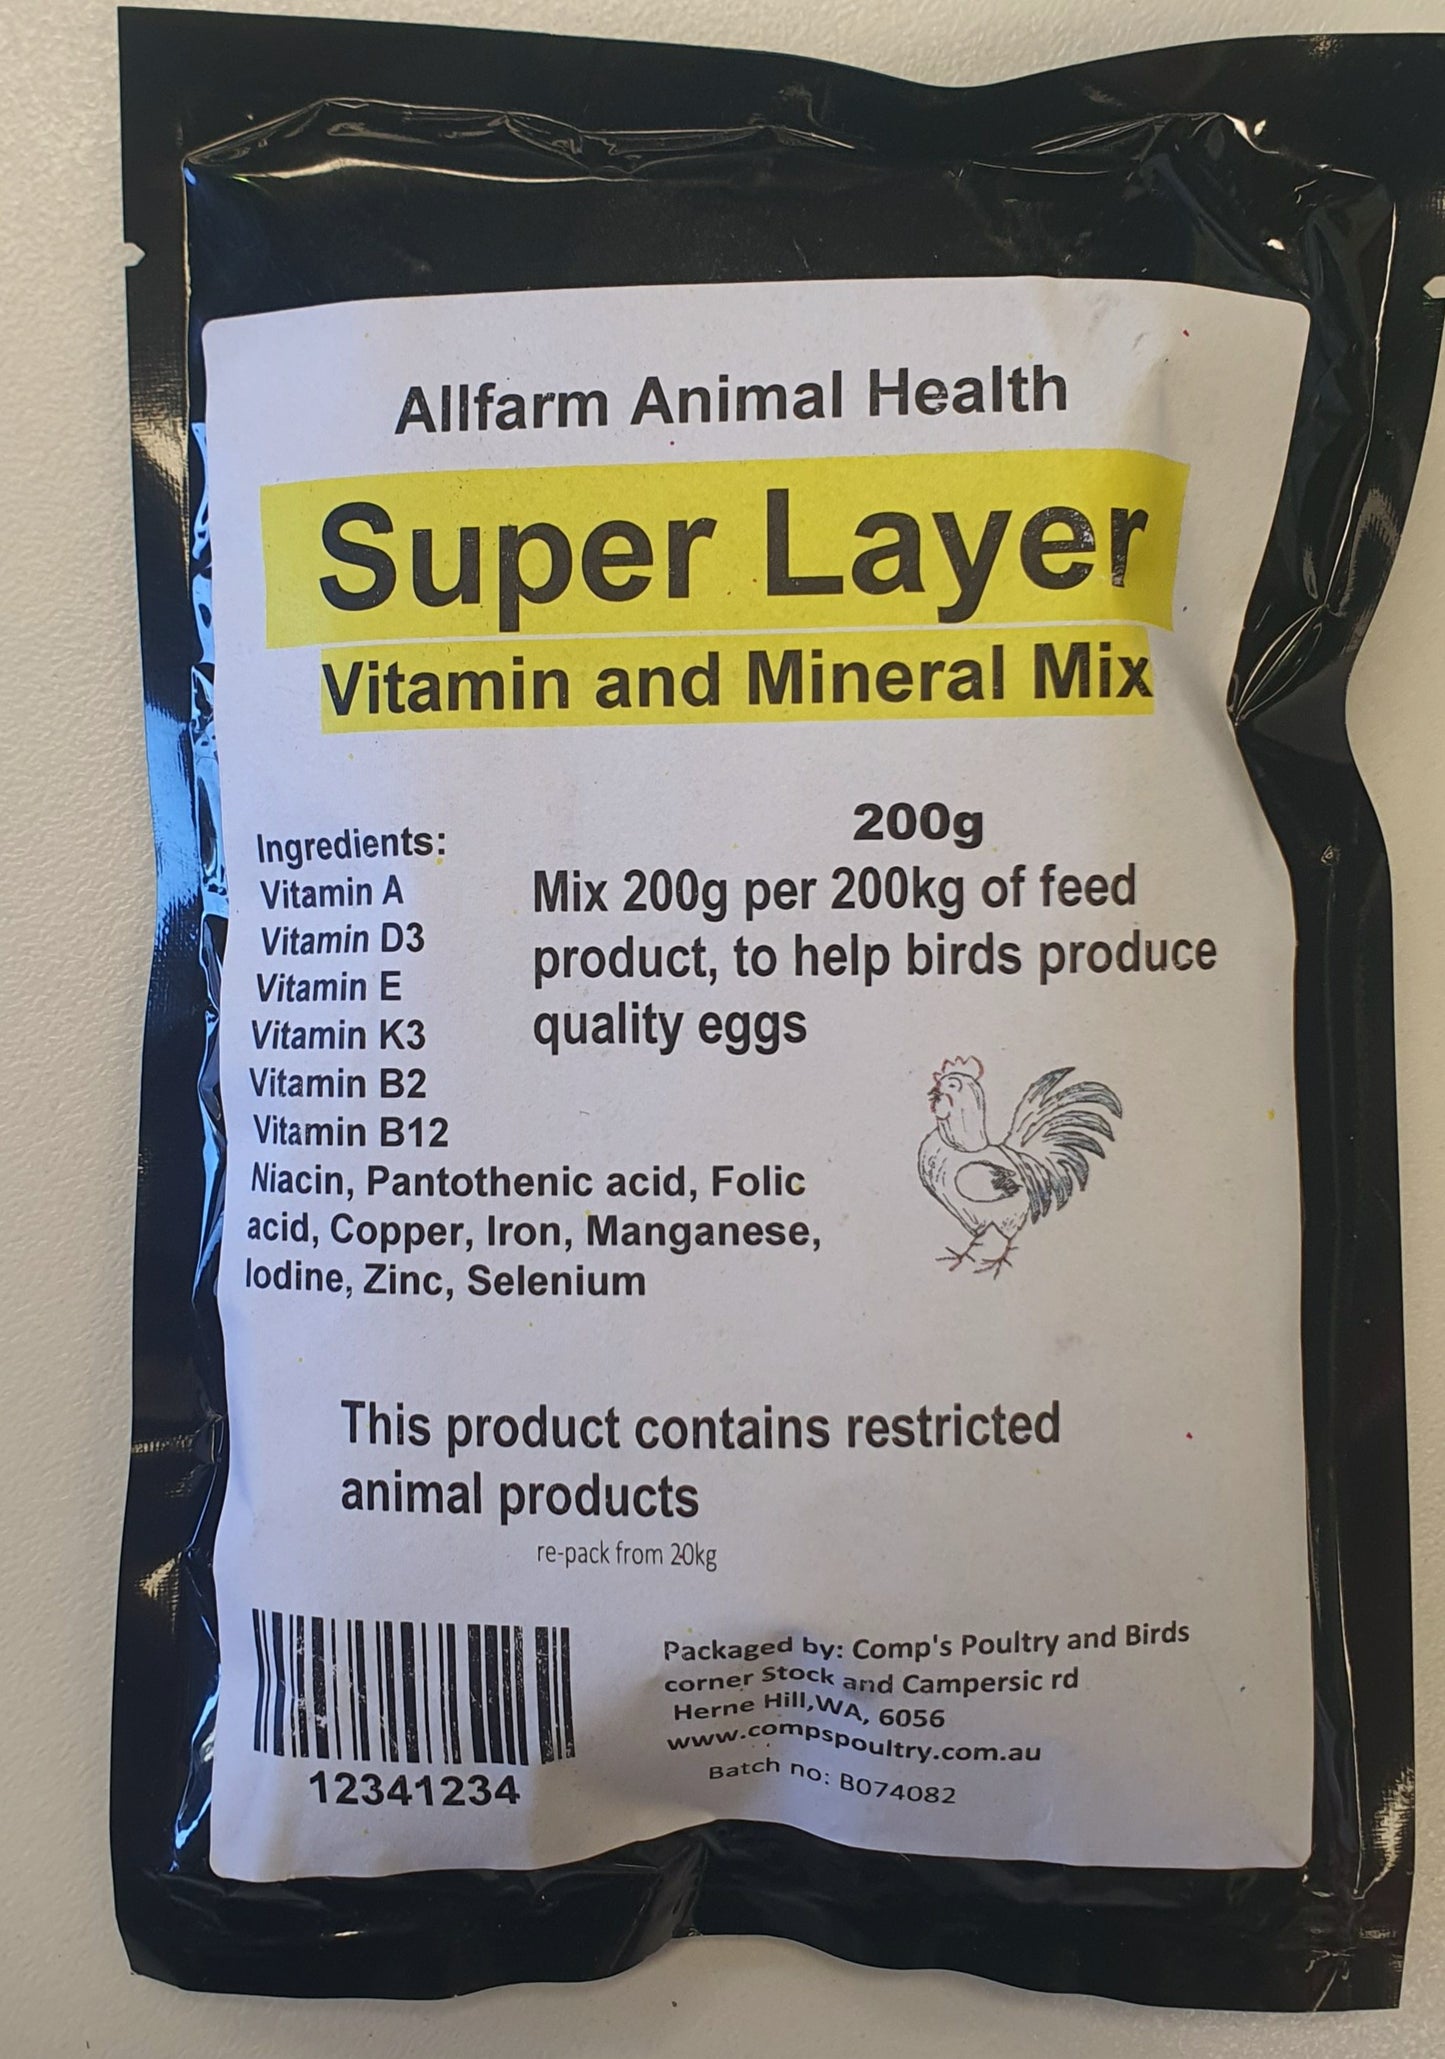 Allfarm Animal Health
Super Layer
Vitamin and Mineral Mix
200g
Mix 200g per 200kg of feed
product, to help birds produce
quality eggs
Ingredients:
Vitamin A
Vitamin D3
Vitamin E
Vitamin K3
Vitamin B2
Vitamin B12
Niacin, Pantothenic acid, Folic
acid, Copper, Iron, Manganese,
Iodine, Zinc, Selenium
This product contains restricted
animal products
re-pack from 20kg
12341234
Packaged by: Comp's Poultry and Birds
corner Stock and Campersic rd
Herne Hill,WA, 6056
www.compspoultry.com.au
Batch no: B074082